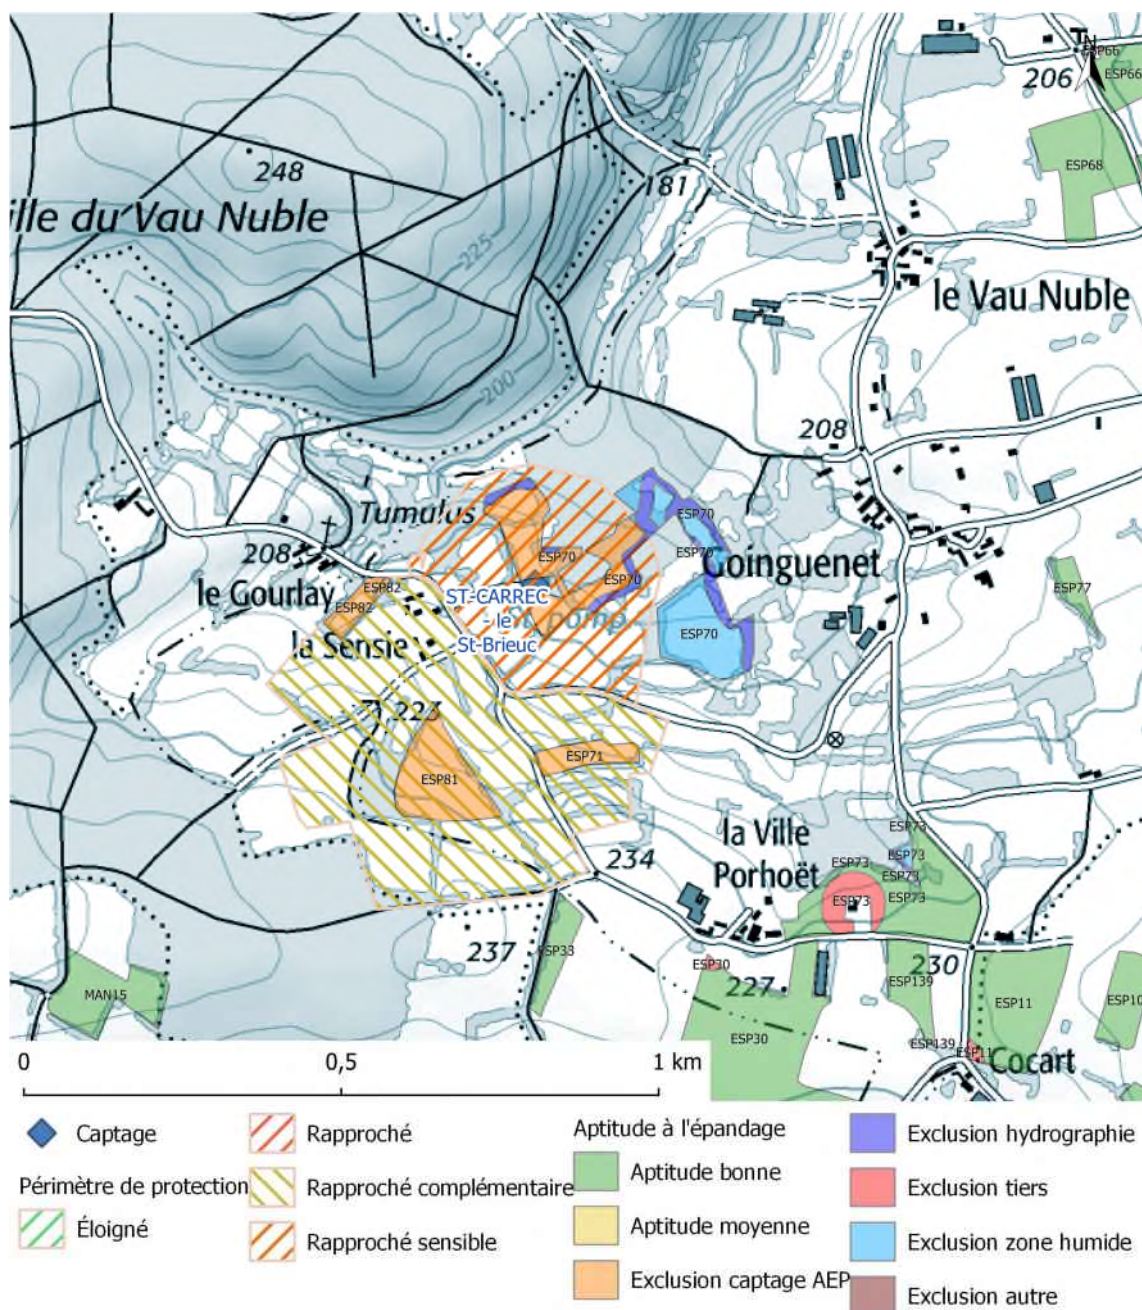 N
ESP66
206
ESP66
ESP68
248
ille du Vau Nuble
181
225
le Vau Nuble
200
208
Tumulus
ESP70
ESP70
ESP70
Goinguenet
208
ESP82
ESP70
ESP77
le Gourlay
ESP82
ST-CARREC
- le
St-Brieuc
ESP70
la Sensie
223
ESP71
ESP81
la Ville
Porhoët
ESP73
ESP73
ESP73
ESP73
ESP73
ESP73
234
237
ESP33
ESP30
227
ESP139
230
MAN15
ESP11
ESP10
ESP30
ESP139
ESP11
Cocart
0 0,5 1 km
Captage
Périmètre de protection
Éloigné
Rapproché
Rapproché complémentaire
Rapproché sensible
Aptitude à l'épandage
Aptitude bonne
Aptitude moyenne
Exclusion captage AEP
Exclusion hydrographie
Exclusion tiers
Exclusion zone humide
Exclusion autre